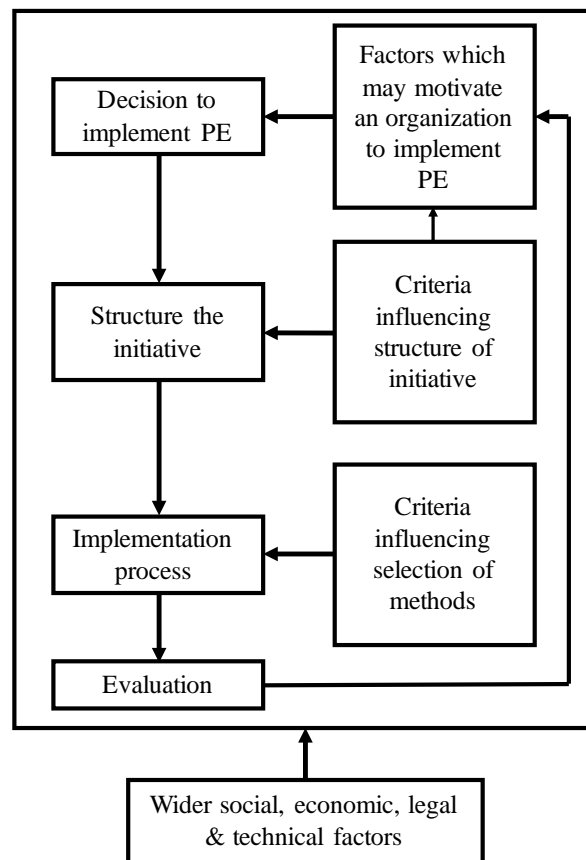 Decision to
implement PE
Factors which
may motivate
an organization
to implement
PE
Structure the
initiative
Criteria
influencing
structure of
initiative
Implementation
process
Criteria
influencing
selection of
methods
Evaluation
Wider social, economic, legal
& technical factors